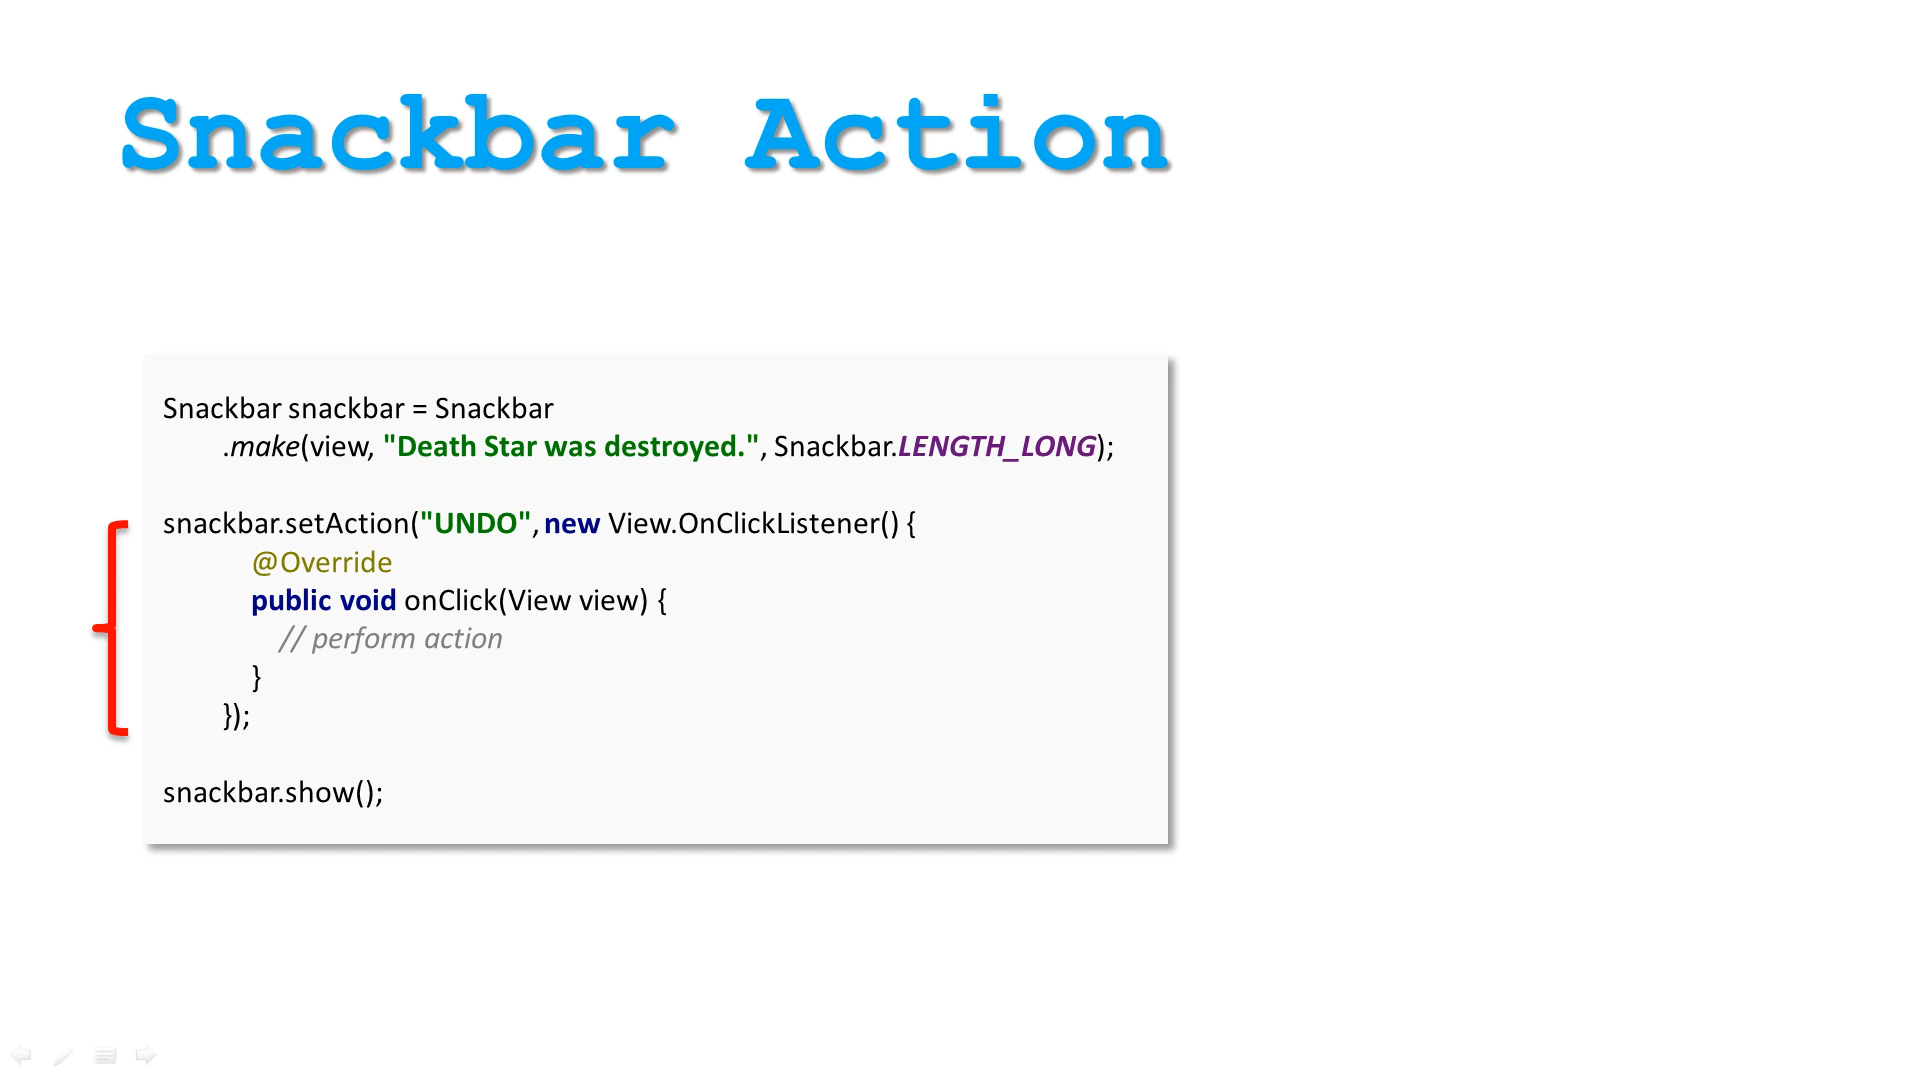 Snackbar Action
Snackbar snackbar = Snackbar
.make(view, "Death Star was destroyed.", Snackbar.LENGTH_LONG);
snackbar.setAction("UNDO", new View.OnClickListener() {
@Override
public void onClick(View view) {
// perform action
}
});
snackbar.show();